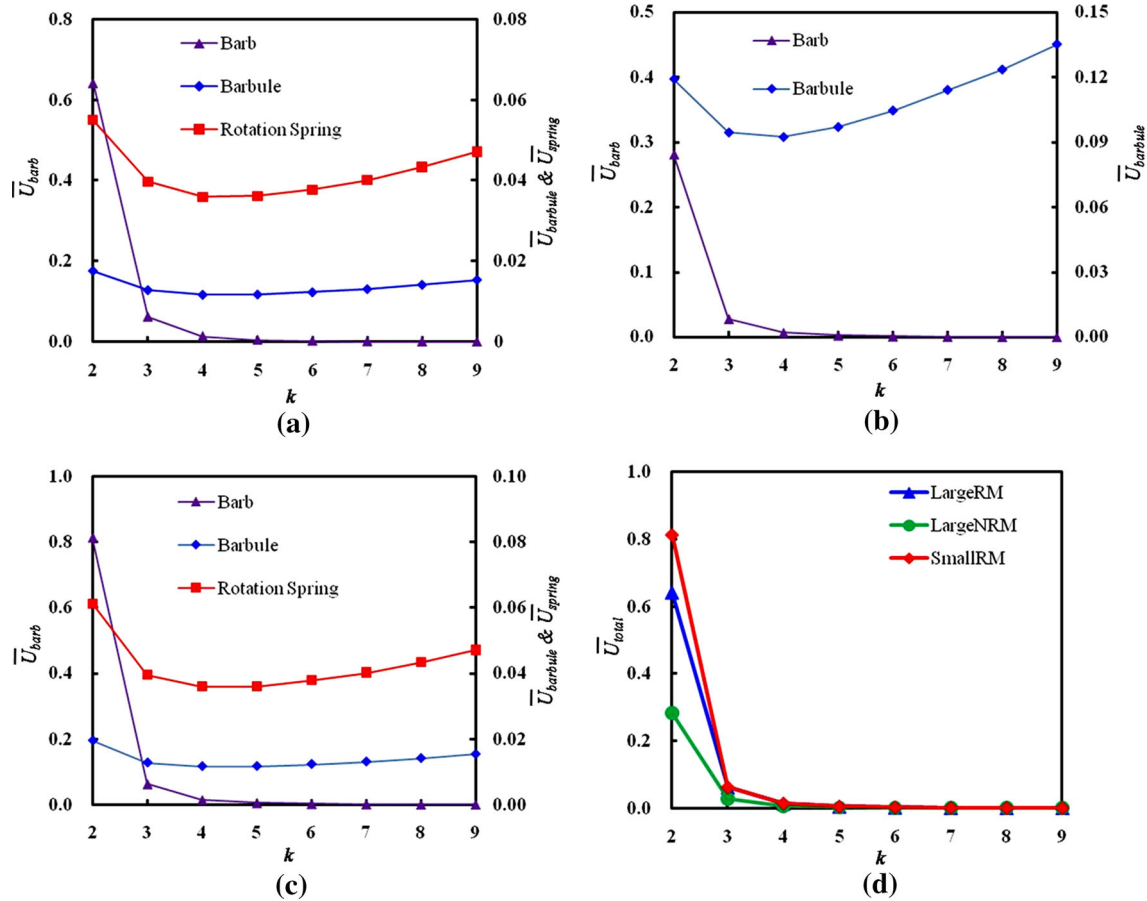 0.8
0.6
0.4
0.2
0.0
U̅barb
Barb
Barbule
Rotation Spring
0.08
0.06
0.04
0.02
0
U̅barbule & U̅spring
2 3 4 5 6 7 8 9
k
(a)
0.5
0.4
0.3
0.2
0.1
0.0
U̅barb
Barb
Barbule
0.15
0.12
0.09
0.06
0.03
0.00
U̅barbule
2 3 4 5 6 7 8 9
k
(b)
1.0
0.8
0.6
0.4
0.2
0.0
U̅barb
Barb
Barbule
Rotation Spring
0.10
0.08
0.06
0.04
0.02
0.00
U̅barbule & U̅spring
2 3 4 5 6 7 8 9
k
(c)
1.0
0.8
0.6
0.4
0.2
0.0
U̅total
LargeRM
LargeNRM
SmallRM
2 3 4 5 6 7 8 9
k
(d)